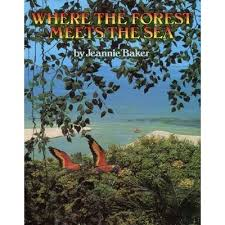 WHERE THE FOREST
MEETS THE SEA
by Jeannie Baker